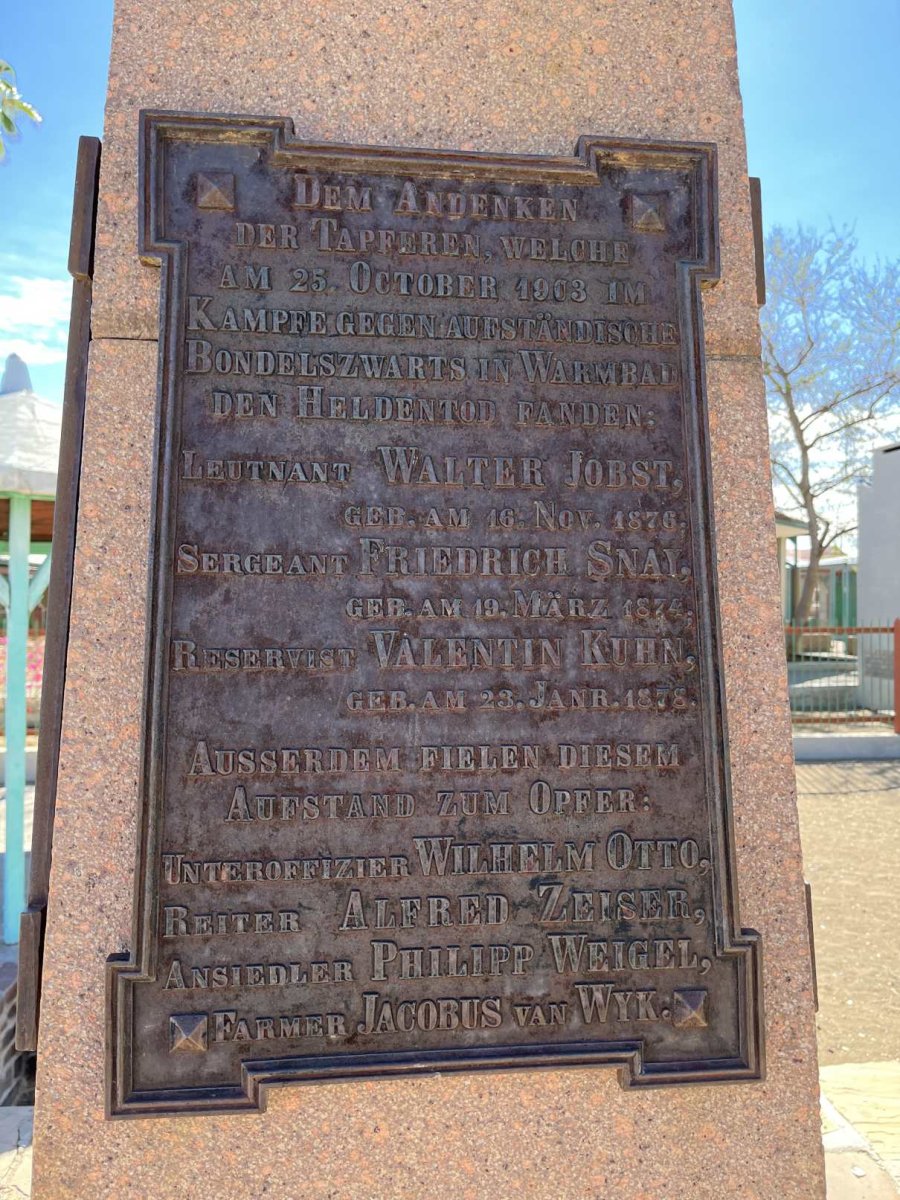 DEM ANDENKEN
DER TAPFEREN, WELCHE
AM 25. OCTOBER 1903 IM
KAMPFE GEGEN AUFSTÄNDISCHE
BONDELSZWARTS IN WARMBAD
DEN HELDENTOD FANDEN:
LEUTNANT WALTER JOBST,
GEB. AM 16. NOV. 1876.
SERGEANT FRIEDRICH SNAY,
GEB. AM 19. MÄRZ 1874.
RESERVIST VALENTIN KUHN,
GEB. AM 23. JANR. 1878.
AUSSERDEM FIELEN DIESEM
AUFSTAND ZUM OPFER:
UNTEROFFIZIER WILHELM OTTO,
REITER ALFRED ZEISER,
ANSIEDLER PHILIPP WEIGEL,
FARMER JACOBUS VAN WYK.